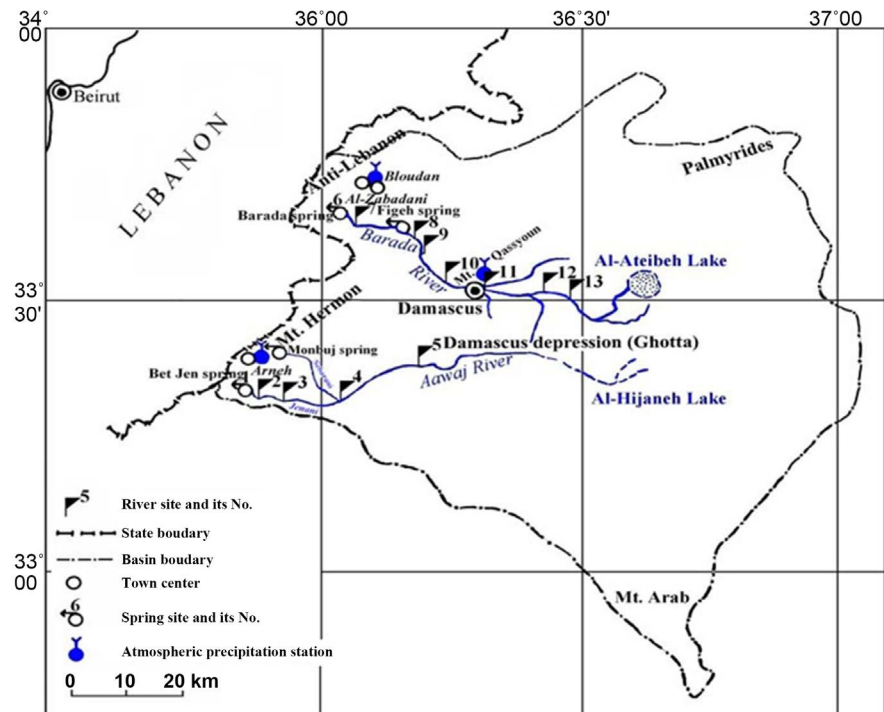 34° 00
36°00
36°30'
37°00
Beirut
LEBANON
Anti-Lebanon
Palmyrides
Bloudan
6 Al-Zabadani
Barada spring
7
Figeh spring
8
9
Barada
River
10
Mt. Qassyoun
11
12
13
Al-Ateibeh Lake
33 30'
Damascus
Mt. Hermon
Monbuj spring
5
Damascus depression (Ghotta)
Bet Jen spring
Arneh
1
2
3
4
Aawaj River
Jenani
Al-Hijaneh Lake
5
River site and its No.
State boudary
Basin boudary
33° 00
Town center
6
Spring site and its No.
Mt. Arab
Atmospheric precipitation station
0 10 20 km